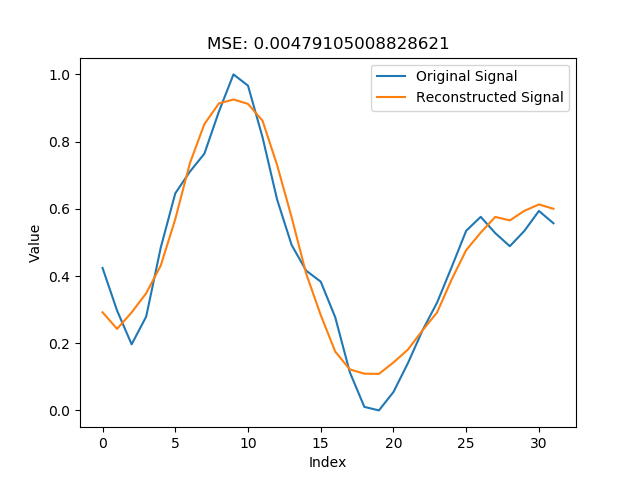 MSE: 0.00479105008828621
Original Signal
Reconstructed Signal
1.0
0.8
0.6
0.4
0.2
0.0
Value
0 5 10 15 20 25 30
Index